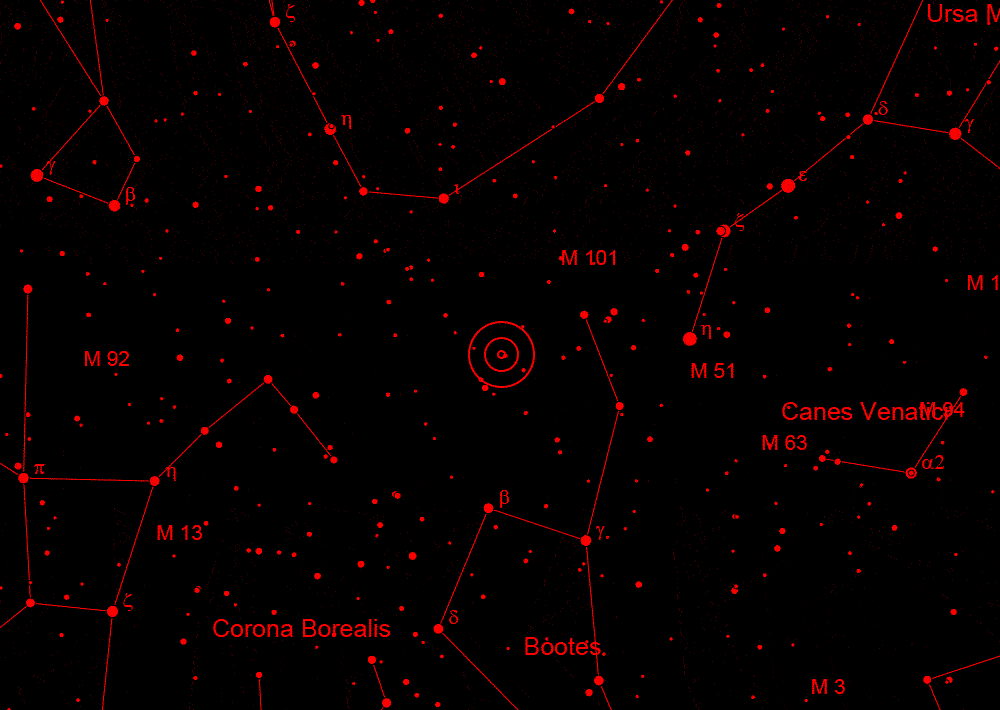 ζ
Ursa M
δ
η
γ
γ
ε
β
ι
ζ
M 101
M 1
η
M 92
M 51
Canes Venatici
M 94
M 63
α2
π
η
β
M 13
γ
ζ
δ
Corona Borealis
Bootes
M 3